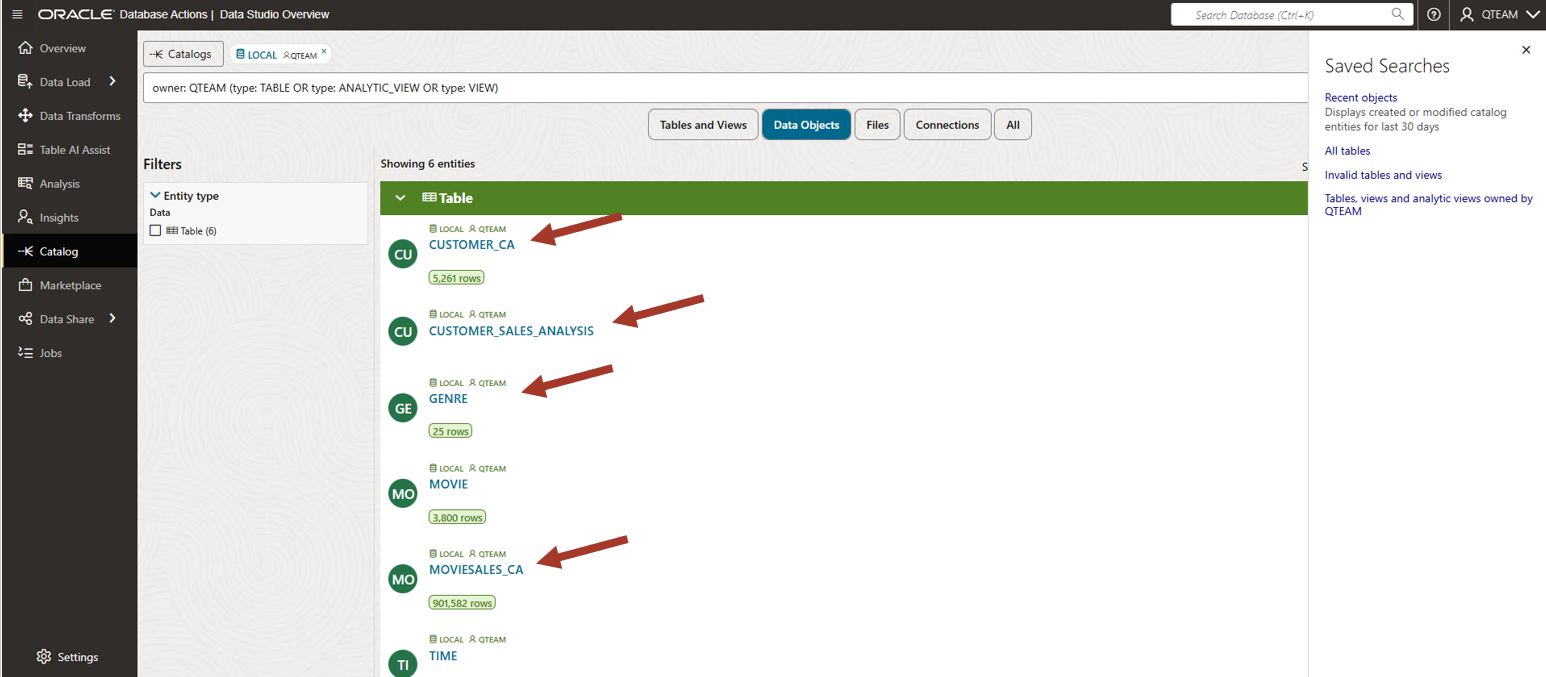 ORACLE Database Actions | Data Studio Overview
Search Database (Ctrl+K)
QTEAM
Overview
Data Load
Data Transforms
Table AI Assist
Analysis
Insights
Catalog
Marketplace
Data Share
Jobs
Settings
Catalogs
LOCAL QTEAM
owner: QTEAM (type: TABLE OR type: ANALYTIC_VIEW OR type: VIEW)
Tables and Views
Data Objects
Files
Connections
All
Filters
Entity type
Data
Table (6)
Showing 6 entities
S
Table
LOCAL QTEAM
CU
CUSTOMER_CA
5,261 rows
LOCAL QTEAM
CU
CUSTOMER_SALES_ANALYSIS
LOCAL QTEAM
GE
GENRE
25 rows
LOCAL QTEAM
MO
MOVIE
3,800 rows
LOCAL QTEAM
MO
MOVIESALES_CA
901,582 rows
LOCAL QTEAM
TI
TIME
Saved Searches
Recent objects
Displays created or modified catalog
entities for last 30 days
All tables
Invalid tables and views
Tables, views and analytic views owned by
QTEAM